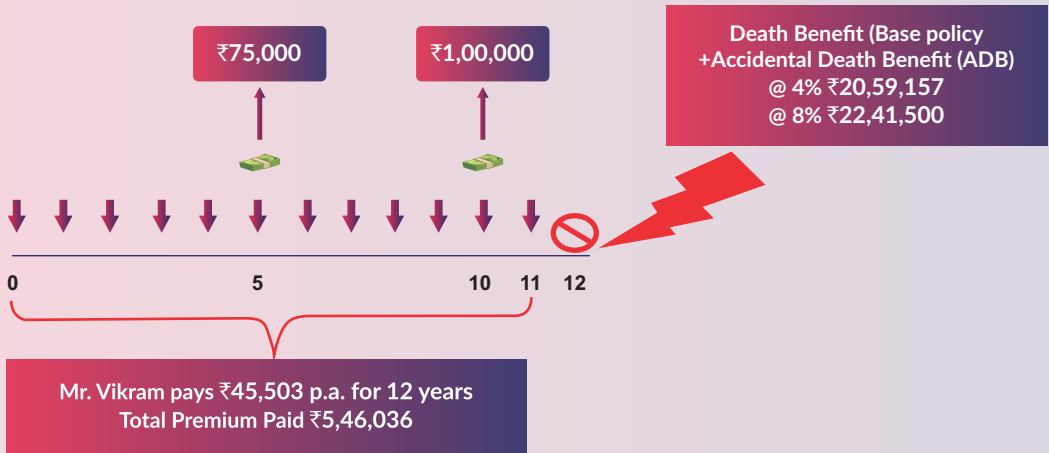 ₹75,000
₹1,00,000
Death Benefit (Base policy
+Accidental Death Benefit (ADB)
@ 4% ₹20,59,157
@ 8% ₹22,41,500
0
5
10
11
12
Mr. Vikram pays ₹45,503 p.a. for 12 years
Total Premium Paid ₹5,46,036